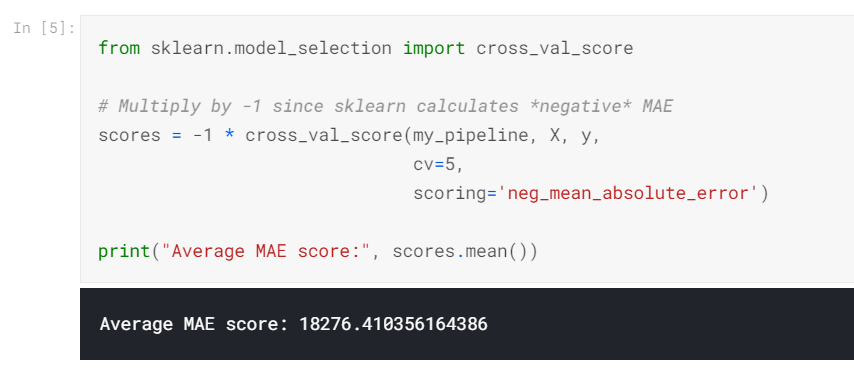 In [5]:
from sklearn.model_selection import cross_val_score
# Multiply by -1 since sklearn calculates *negative* MAE
scores = -1 * cross_val_score(my_pipeline, X, y,
cv=5,
scoring='neg_mean_absolute_error')
print("Average MAE score:", scores.mean())
Average MAE score: 18276.410356164386